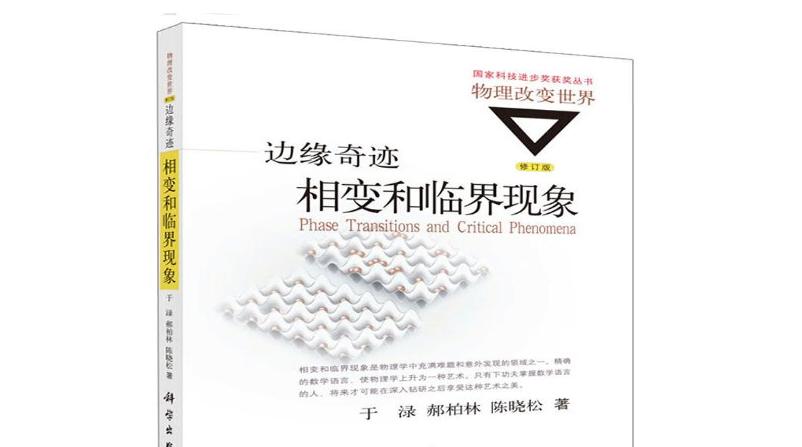 物理改变世界
修订版
边缘奇迹
相变和临界现象
于 渌 郝柏林 陈晓松 著
科学出
国家科技进步奖获奖丛书
物理改变世界
修订版
边缘奇迹
相变和临界现象
Phase Transitions and Critical Phenomena
相变和临界现象是物理学中充满难题和意外发现的领域之一。精确
的数学语言，使物理学上升为一种艺术。只有下功夫掌握数学语言
的人，将来才可能在深入钻研之后享受这种艺术之美。
于 渌 郝柏林 陈晓松 著